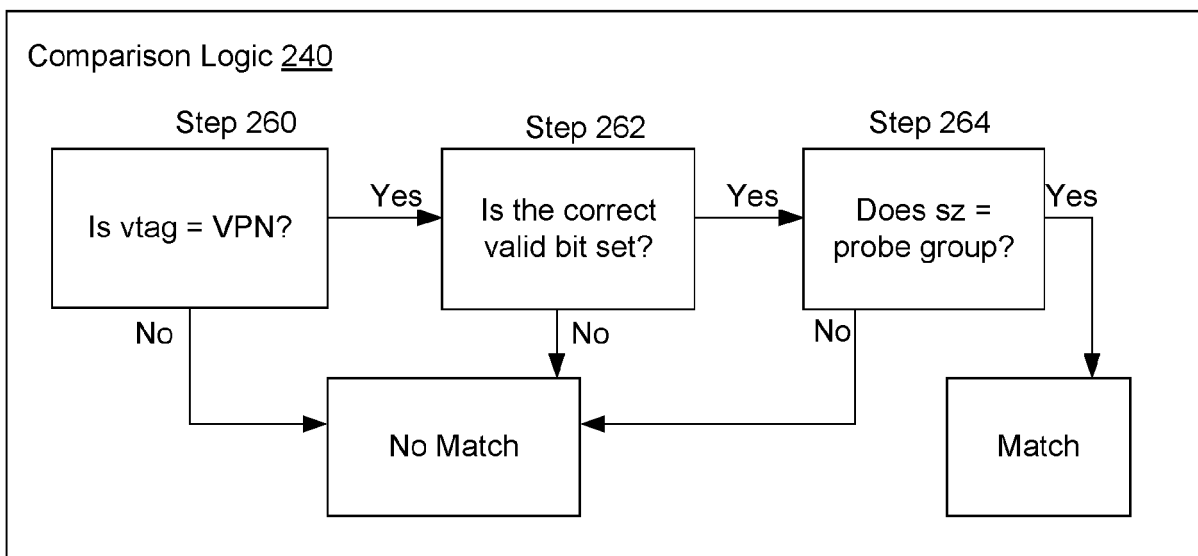 Comparison Logic 240
Step 260
Step 262
Step 264
Is vtag = VPN?
Yes
Is the correct
valid bit set?
Yes
Does sz =
probe group?
Yes
No
No
No
No Match
Match